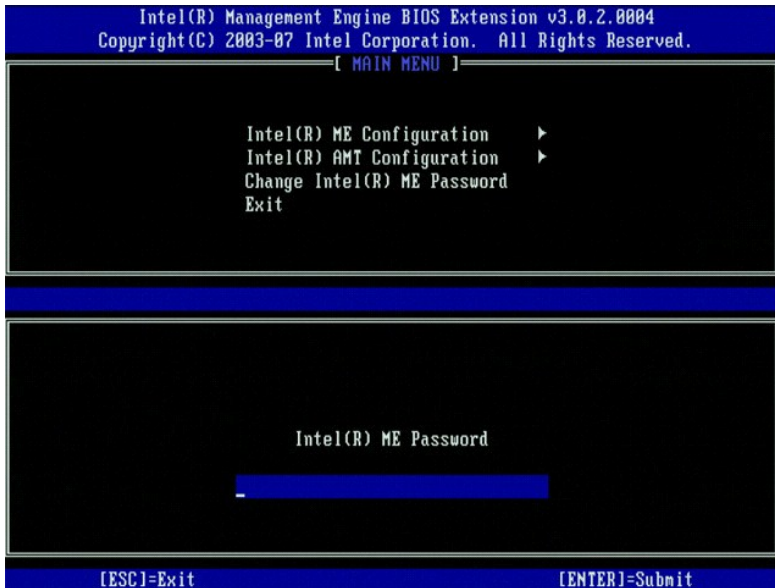 Intel(R) Management Engine BIOS Extension v3.0.2.0004
Copyright(C) 2003-07 Intel Corporation. All Rights Reserved.
[ MAIN MENU ]
Intel(R) ME Configuration
Intel(R) AMT Configuration
Change Intel(R) ME Password
Exit
Intel(R) ME Password
[ESC]=Exit [ENTER]=Submit